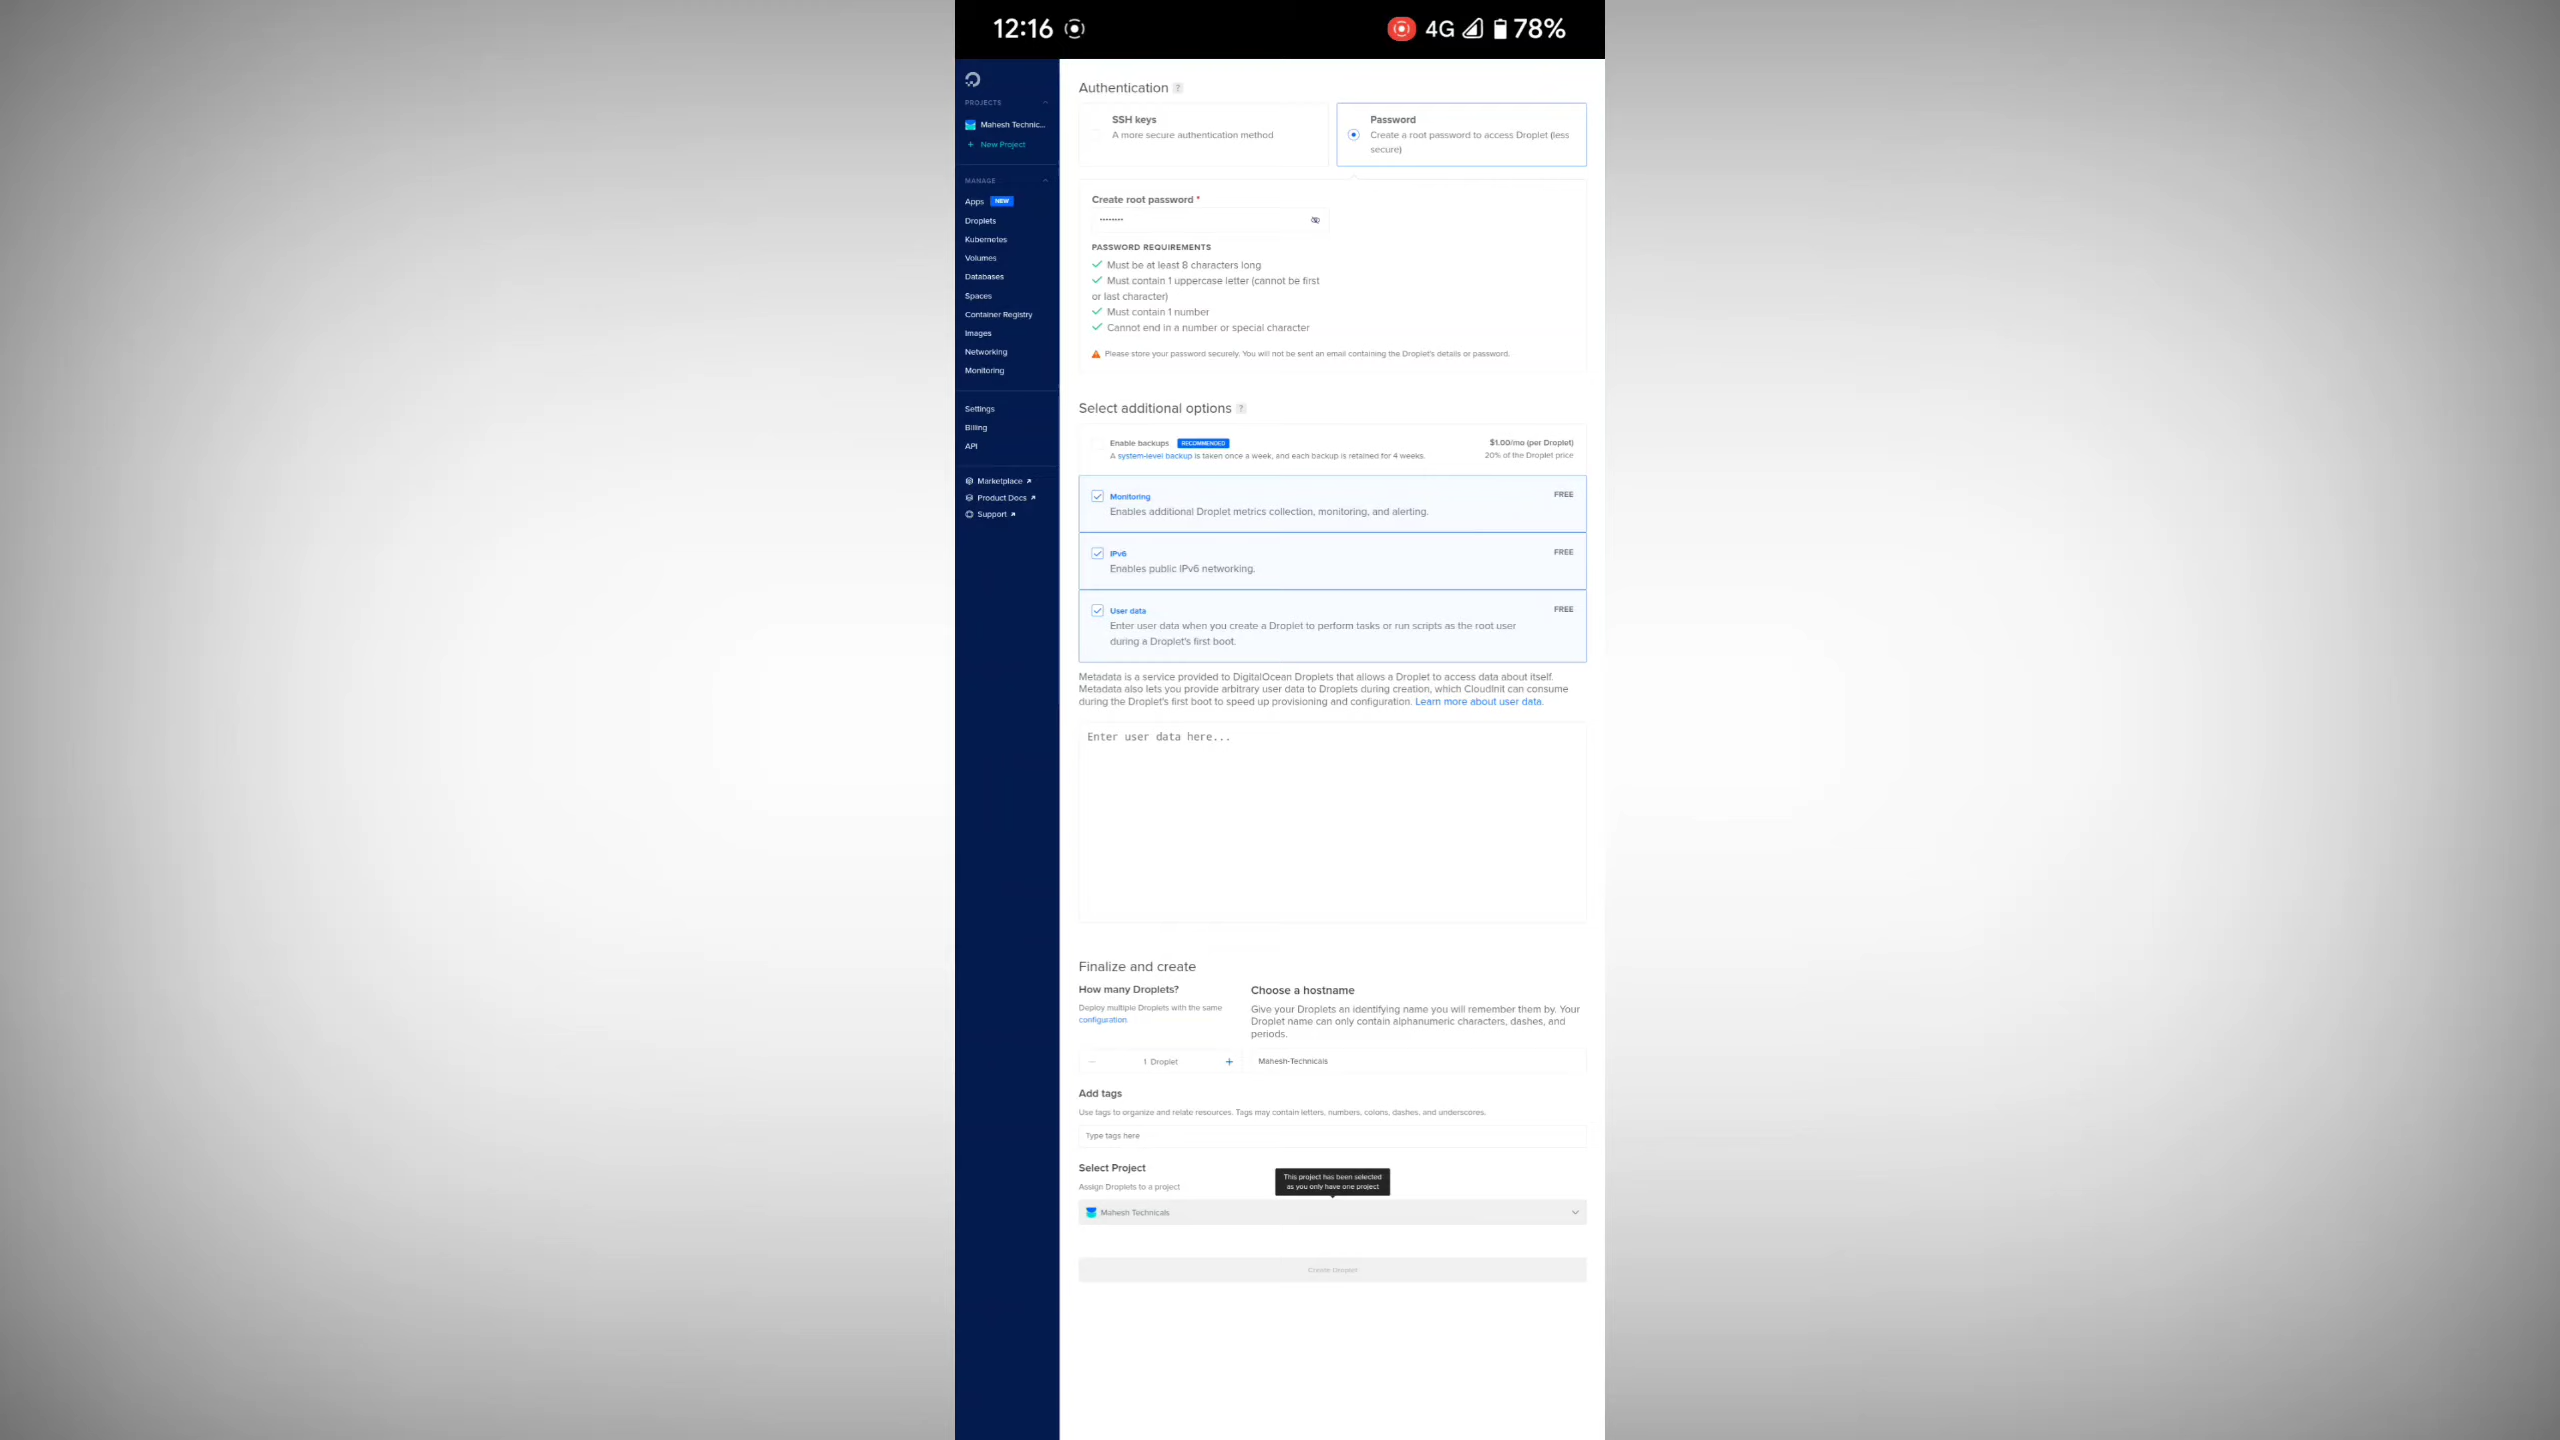 12:16
4G 78%
PROJECTS
Mahesh Technic...
+ New Project
MANAGE
Apps NEW
Droplets
Kubernetes
Volumes
Databases
Spaces
Container Registry
Images
Networking
Monitoring
Settings
Billing
API
Marketplace
Product Docs
Support
Authentication ?
SSH keys
A more secure authentication method
Password
Create a root password to access Droplet (less
secure)
Create root password *
••••••••
PASSWORD REQUIREMENTS
Must be at least 8 characters long
Must contain 1 uppercase letter (cannot be first
or last character)
Must contain 1 number
Cannot end in a number or special character
Please store your password securely. You will not be sent an email containing the Droplet's details or password.
Select additional options ?
Enable backups RECOMMENDED
$1.00/mo (per Droplet)
A system-level backup is taken once a week, and each backup is retained for 4 weeks.
20% of the Droplet price
Monitoring
FREE
Enables additional Droplet metrics collection, monitoring, and alerting.
IPv6
FREE
Enables public IPv6 networking.
User data
FREE
Enter user data when you create a Droplet to perform tasks or run scripts as the root user
during a Droplet's first boot.
Metadata is a service provided to DigitalOcean Droplets that allows a Droplet to access data about itself.
Metadata also lets you provide arbitrary user data to Droplets during creation, which CloudInit can consume
during the Droplet's first boot to speed up provisioning and configuration. Learn more about user data.
Enter user data here...
Finalize and create
How many Droplets?
Deploy multiple Droplets with the same
configuration.
− 1 Droplet +
Choose a hostname
Give your Droplets an identifying name you will remember them by. Your
Droplet name can only contain alphanumeric characters, dashes, and
periods.
Mahesh-Technicals
Add tags
Use tags to organize and relate resources. Tags may contain letters, numbers, colons, dashes, and underscores.
Type tags here
Select Project
Assign Droplets to a project
This project has been selected
as you only have one project
Mahesh Technicals
Create Droplet